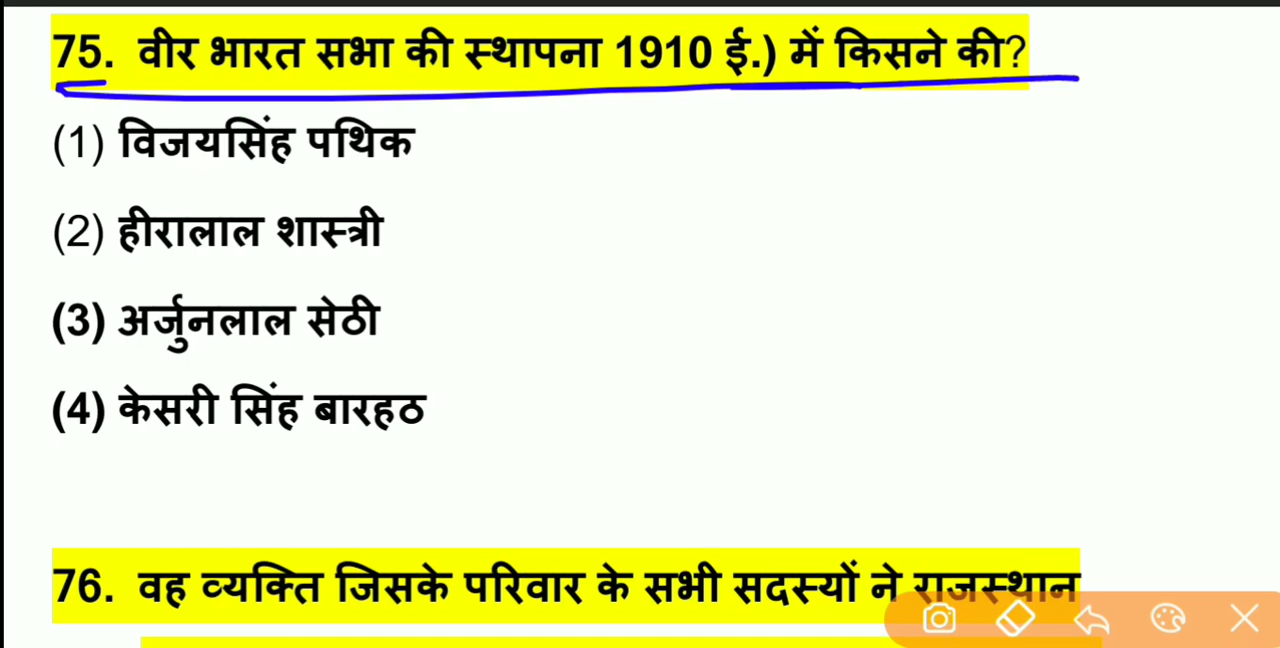 75. वीर भारत सभा की स्थापना 1910 ई.) में किसने की?
(1) विजयसिंह पथिक
(2) हीरालाल शास्त्री
(3) अर्जुनलाल सेठी
(4) केसरी सिंह बारहठ
76. वह व्यक्ति जिसके परिवार के सभी सदस्यों ने राजस्थान